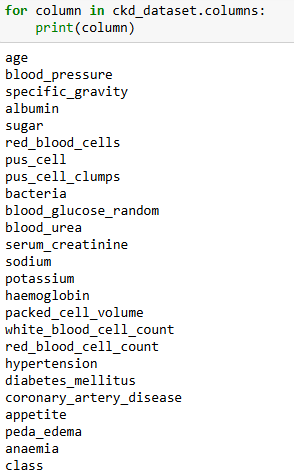 for column in ckd_dataset.columns:
    print(column)
age
blood_pressure
specific_gravity
albumin
sugar
red_blood_cells
pus_cell
pus_cell_clumps
bacteria
blood_glucose_random
blood_urea
serum_creatinine
sodium
potassium
haemoglobin
packed_cell_volume
white_blood_cell_count
red_blood_cell_count
hypertension
diabetes_mellitus
coronary_artery_disease
appetite
peda_edema
anaemia
class